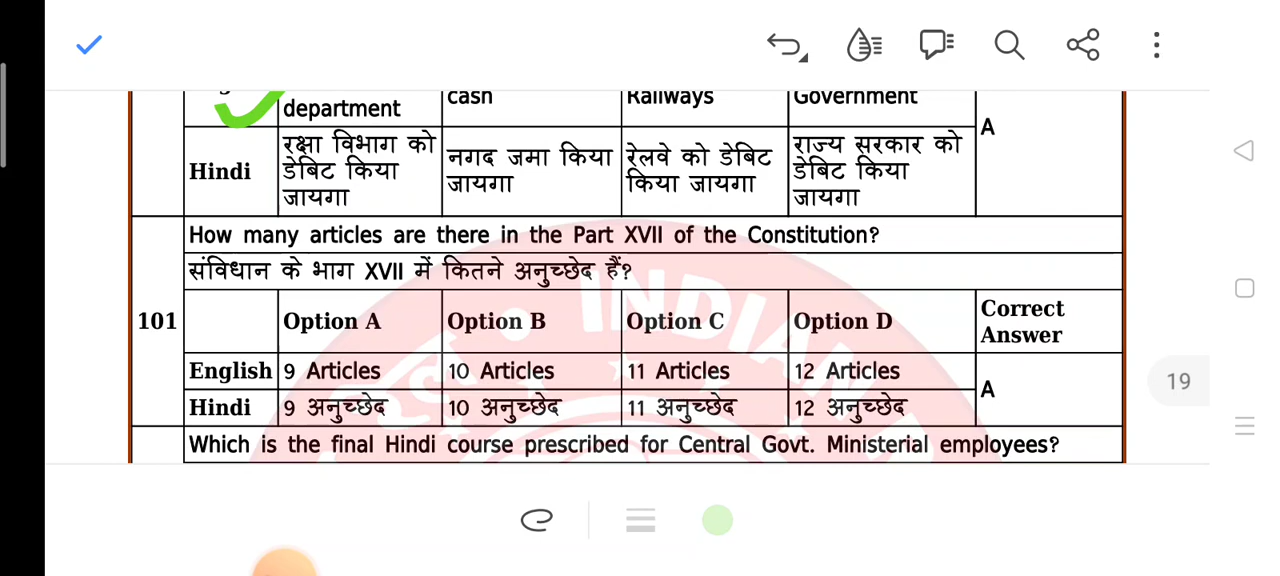 department cash Railways Government
A
Hindi रक्षा विभाग को डेबिट किया जायगा नगद जमा किया जायगा रेलवे को डेबिट किया जायगा राज्य सरकार को डेबिट किया जायगा
How many articles are there in the Part XVII of the Constitution?
संविधान के भाग XVII में कितने अनुच्छेद हैं?
101 Option A Option B Option C Option D Correct Answer
English 9 Articles 10 Articles 11 Articles 12 Articles
A
Hindi 9 अनुच्छेद 10 अनुच्छेद 11 अनुच्छेद 12 अनुच्छेद
Which is the final Hindi course prescribed for Central Govt. Ministerial employees?
19
INDIAN